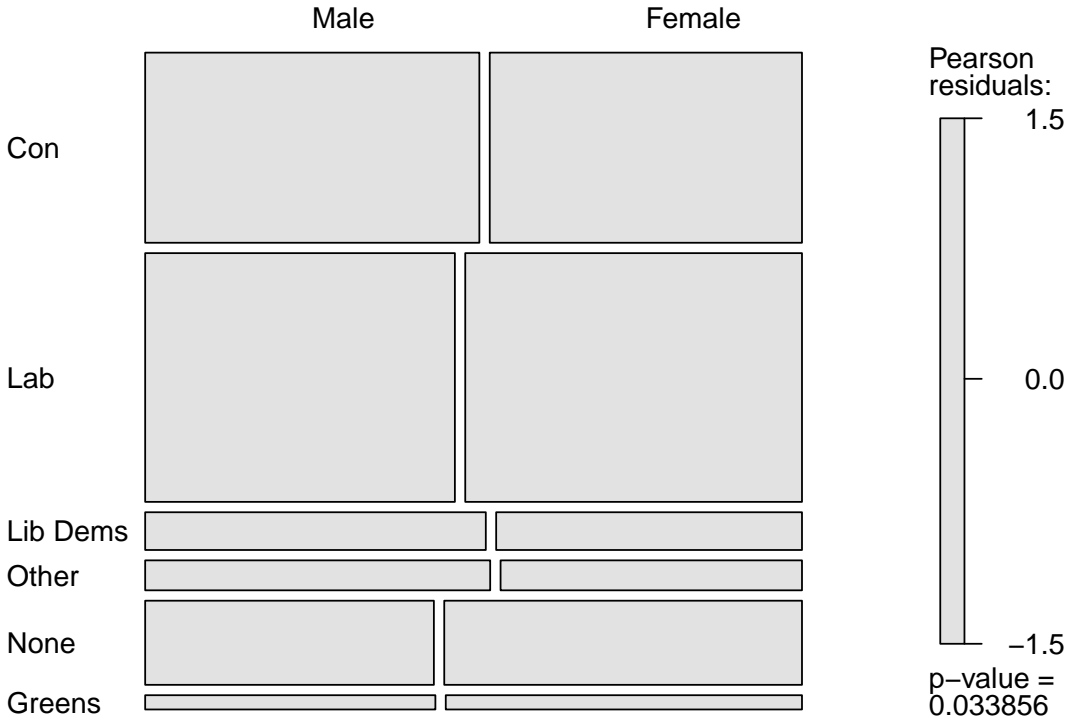 Male Female
Pearson
residuals:
1.5
Con
Lab
0.0
Lib Dems
Other
None
−1.5
p−value =
Greens
0.033856